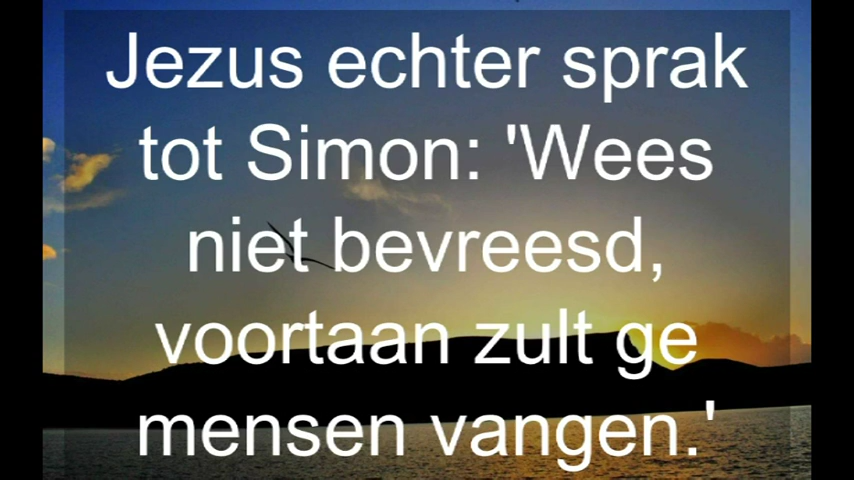 Jezus echter sprak
tot Simon: 'Wees
niet bevreesd,
voortaan zult ge
mensen vangen.'